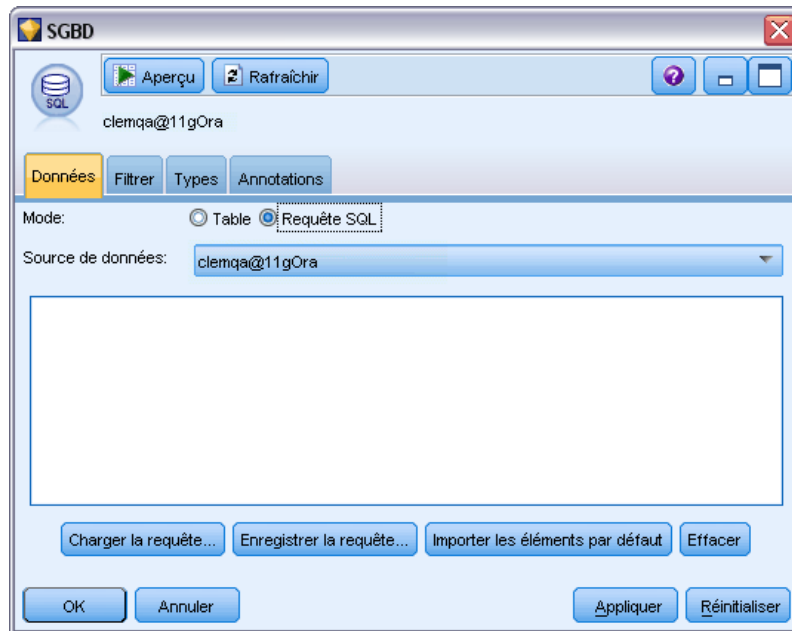 SGBD
Aperçu Rafraîchir
SQL
clemqa@11gOra
Données Filtrer Types Annotations
Mode: Table Requête SQL
Source de données: clemqa@11gOra
Charger la requête... Enregistrer la requête... Importer les éléments par défaut Effacer
OK Annuler Appliquer Réinitialiser